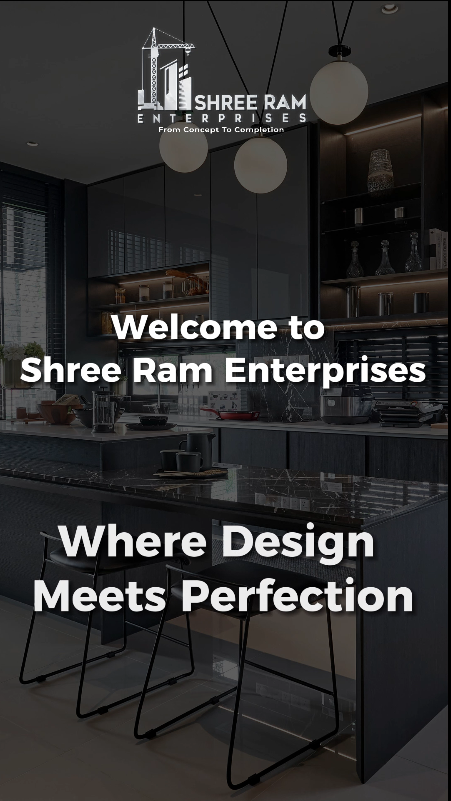 SHREE RAM
ENTERPRISES
From Concept To Completion
Welcome to
Shree Ram Enterprises
Where Design
Meets Perfection